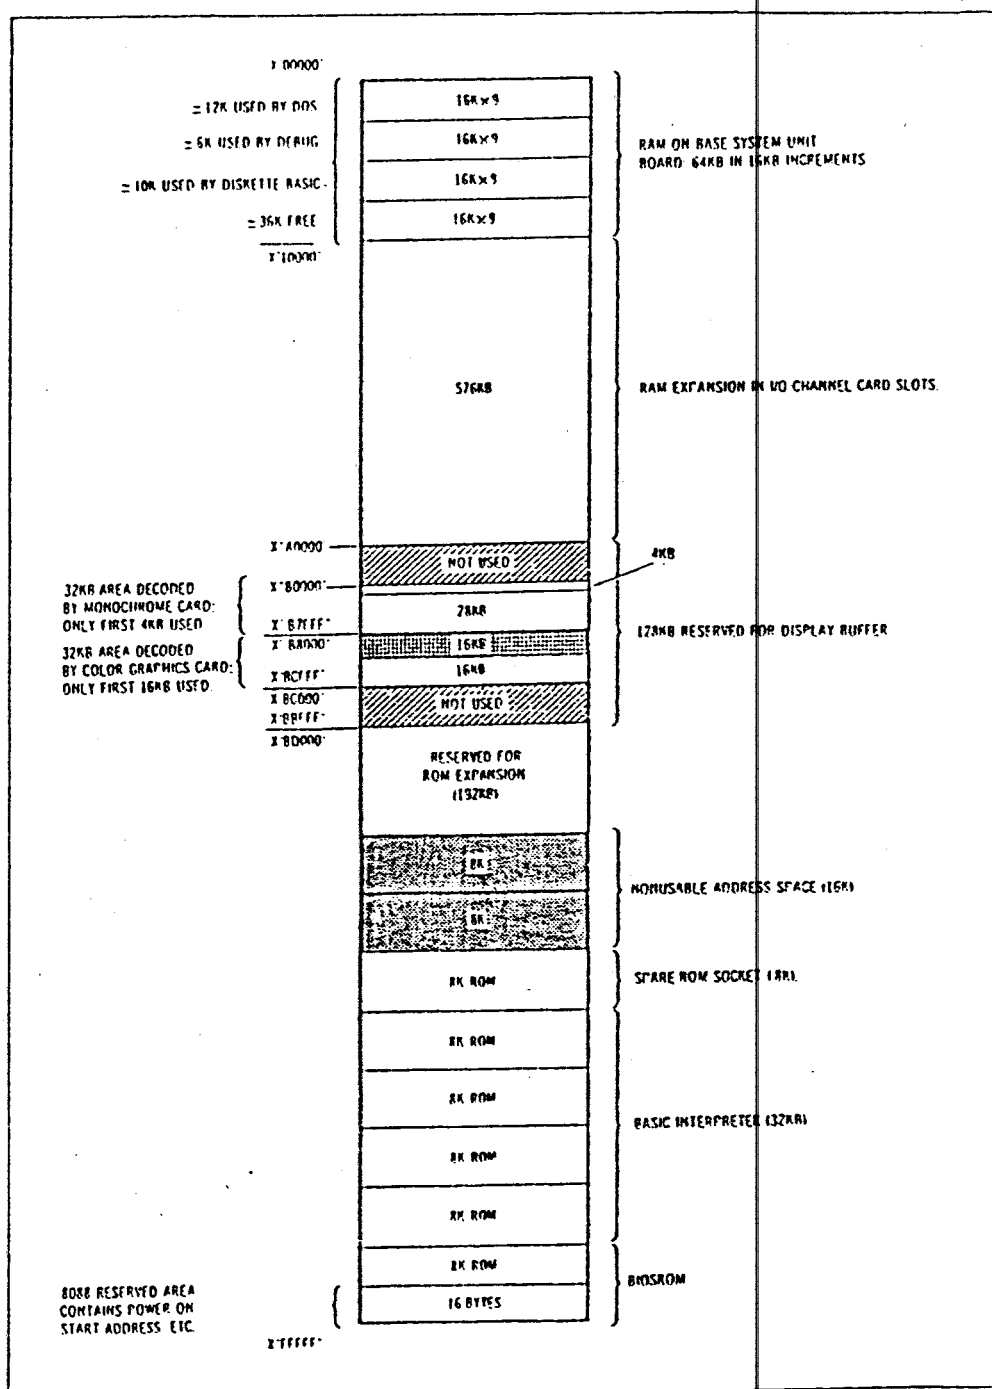 X'00000'
≈ 12K USED BY DOS
≈ 6K USED BY DEBUG
≈ 10K USED BY DISKETTE BASIC
≈ 36K FREE
X'10000'
16K×9
16K×9
16K×9
16K×9
RAM ON BASE SYSTEM UNIT
BOARD: 64KB IN 16KB INCREMENTS
576KB
RAM EXPANSION IN I/O CHANNEL CARD SLOTS.
X'A0000'
NOT USED
4KB
X'B0000'
32KB AREA DECODED
BY MONOCHROME CARD:
ONLY FIRST 4KB USED
28KB
X'B7FFF'
X'B8000'
16KB
128KB RESERVED FOR DISPLAY BUFFER
32KB AREA DECODED
BY COLOR GRAPHICS CARD:
ONLY FIRST 16KB USED.
16KB
X'BC000'
NOT USED
RESERVED FOR
ROM EXPANSION
(192KB)
8K
8K
NONUSABLE ADDRESS SPACE (16K)
8K ROM
SPARE ROM SOCKET (8K).
8K ROM
8K ROM
8K ROM
8K ROM
BASIC INTERPRETER (32KB)
8K ROM
BIOSROM
8088 RESERVED AREA
CONTAINS POWER ON
START ADDRESS ETC.
16 BYTES
X'FFFFF'